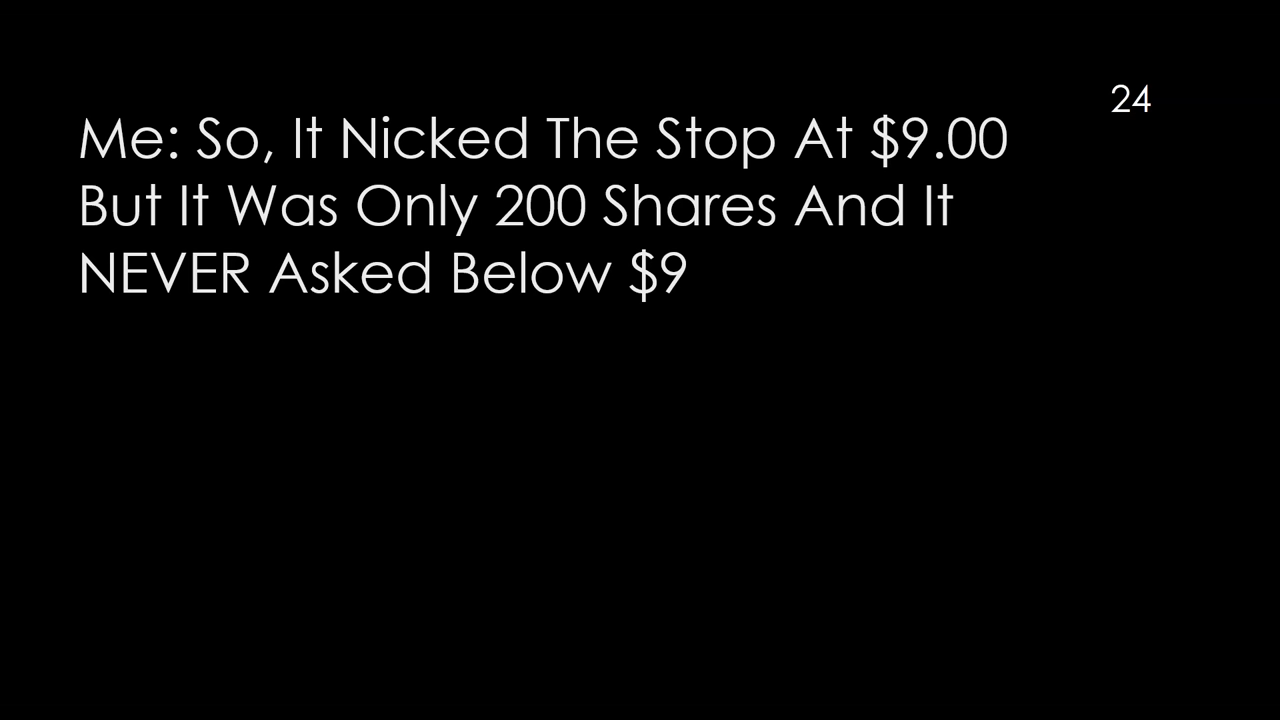 24
Me: So, It Nicked The Stop At $9.00
But It Was Only 200 Shares And It
NEVER Asked Below $9